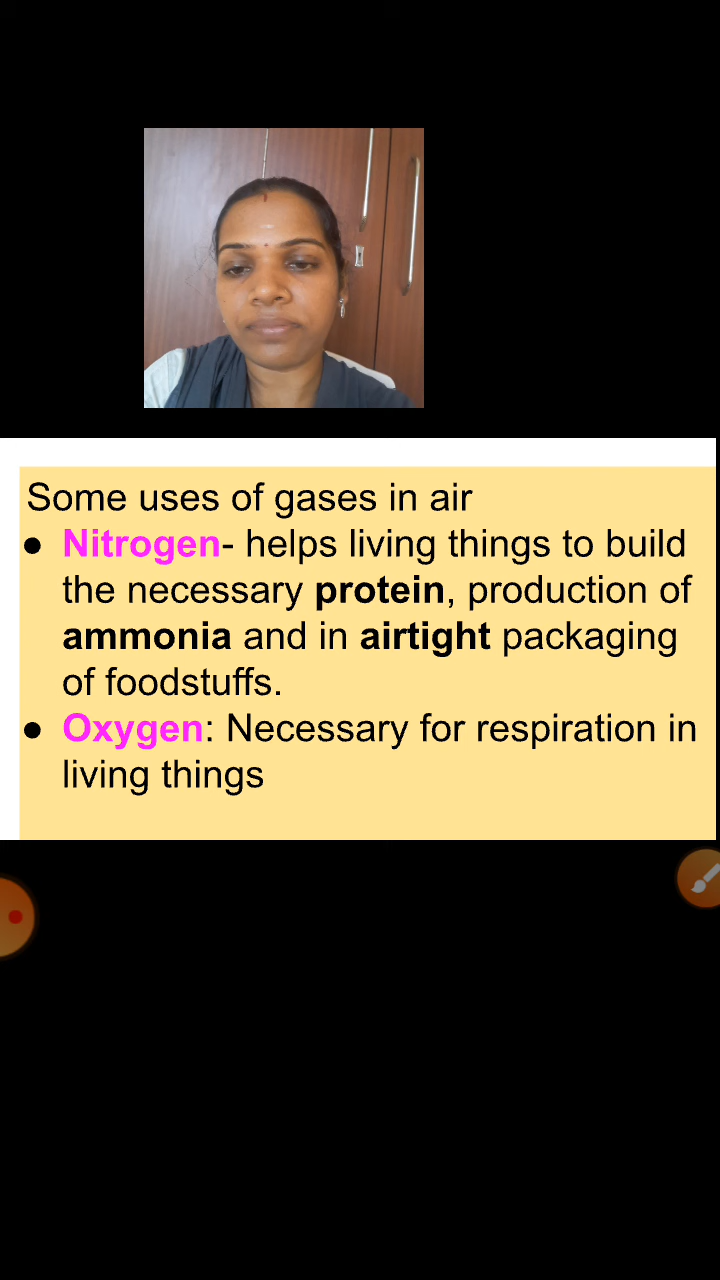 Some uses of gases in air
● Nitrogen- helps living things to build
the necessary protein, production of
ammonia and in airtight packaging
of foodstuffs.
● Oxygen: Necessary for respiration in
living things